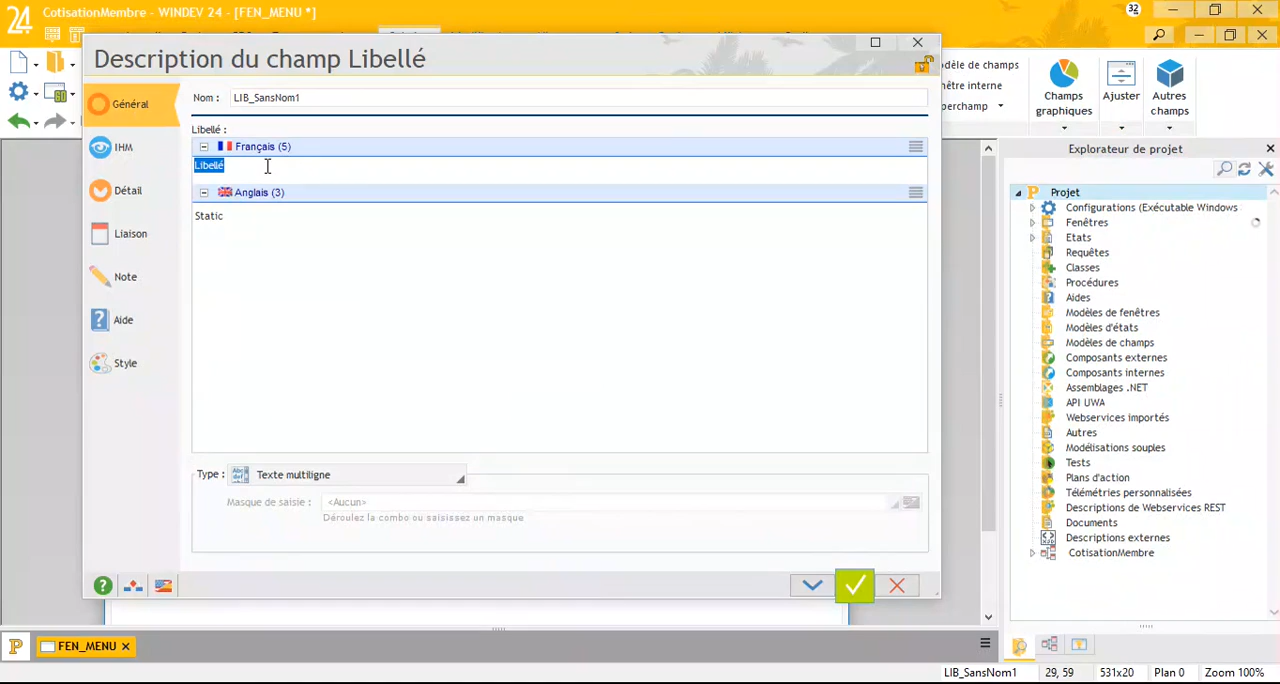 24 CotisationMembre - WINDEV 24 - [FEN_MENU *]
32
Description du champ Libellé
Général
IHM
Détail
Liaison
Note
Aide
Style
Nom : LIB_SansNom1
Libellé :
Français (5)
Libellé
Anglais (3)
Static
Type : Texte multiligne
Masque de saisie : <Aucun>
Déroulez la combo ou saisissez un masque
dèle de champs
nêtre interne
perchamp
Champs graphiques
Ajuster
Autres champs
Explorateur de projet
Projet
Configurations (Exécutable Windows
Fenêtres
Etats
Requêtes
Classes
Procédures
Aides
Modèles de fenêtres
Modèles d'états
Modèles de champs
Composants externes
Composants internes
Assemblages .NET
API UWA
Webservices importés
Autres
Modélisations souples
Tests
Plans d'action
Télémétries personnalisées
Descriptions de Webservices REST
Documents
Descriptions externes
CotisationMembre
FEN_MENU
LIB_SansNom1 29, 59 531x20 Plan 0 Zoom 100%